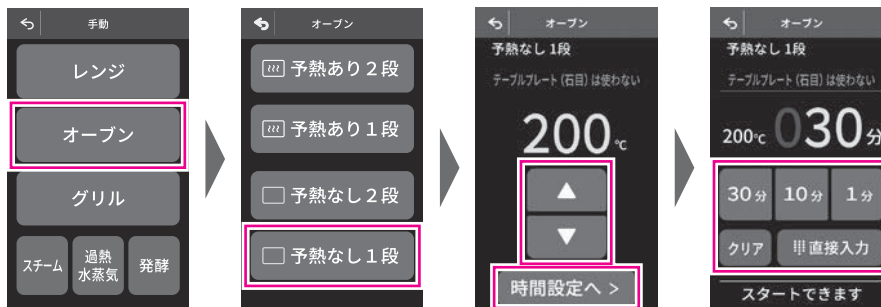 手動
レンジ
オーブン
グリル
スチーム
過熱
水蒸気
発酵
オーブン
予熱あり２段
予熱あり１段
予熱なし２段
予熱なし１段
オーブン
予熱なし 1段
テーブルプレート（石目）は使わない
200℃
時間設定へ >
オーブン
予熱なし 1段
テーブルプレート（石目）は使わない
200℃ 030分
30分 10分 1分
クリア 直接入力
スタートできます